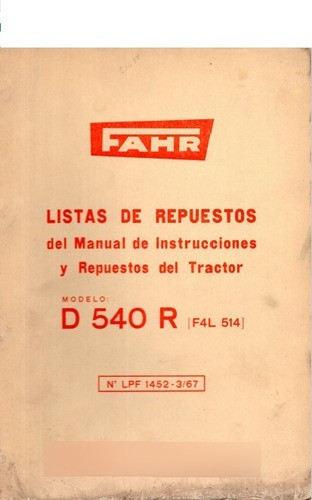 FAHR
LISTAS DE REPUESTOS
del Manual de Instrucciones
y Repuestos del Tractor
MODELO:
D 540 R [F4L 514]
N° LPF 1452-3/67